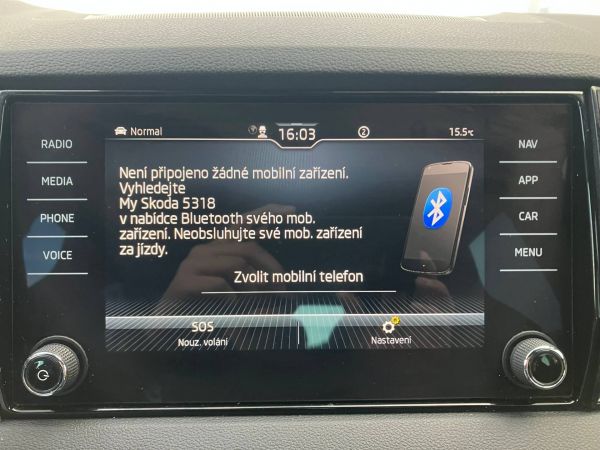 Normal
16:03
2
15.5°C
RADIO
MEDIA
PHONE
VOICE
Není připojeno žádné mobilní zařízení.
Vyhledejte
My Skoda 5318
v nabídce Bluetooth svého mob.
zařízení. Neobsluhujte své mob. zařízení
za jízdy.
Zvolit mobilní telefon
SOS
Nouz. volání
Nastavení
NAV
APP
CAR
MENU